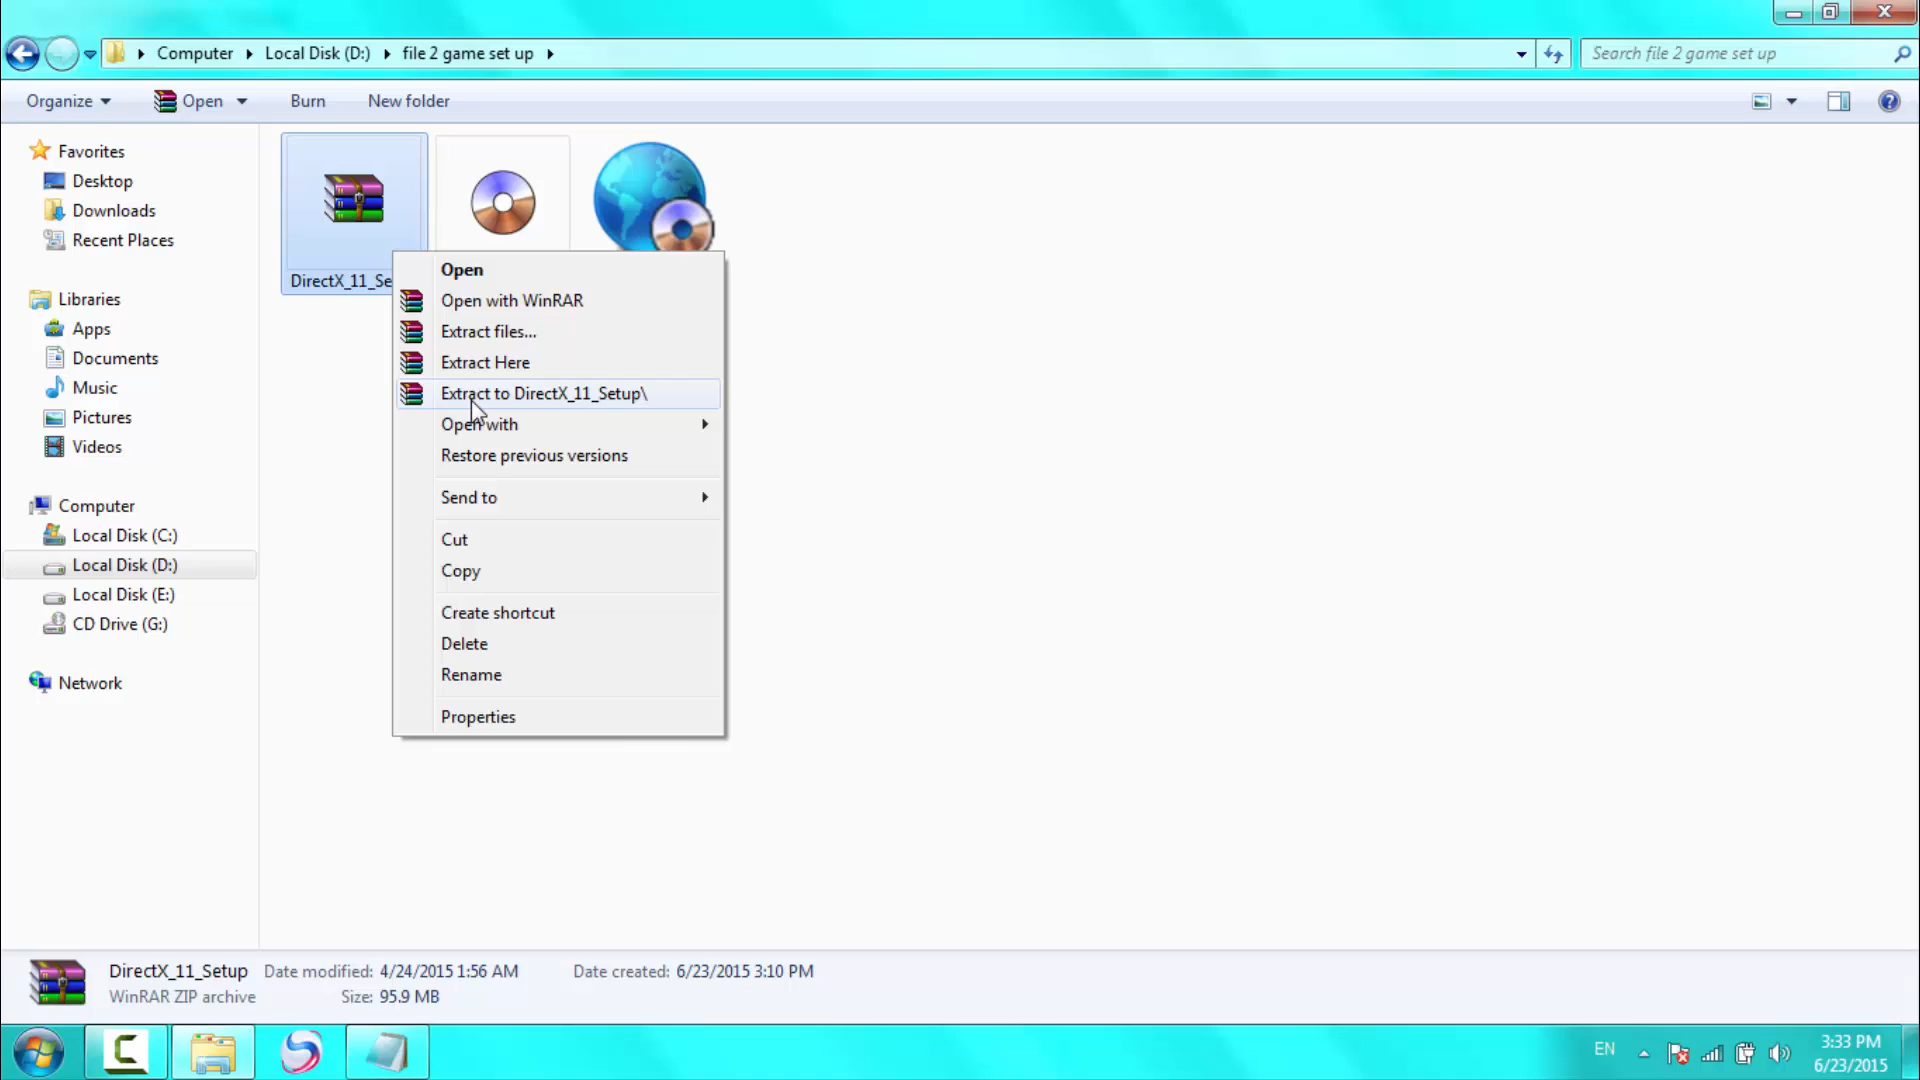 Computer Local Disk (D:) file 2 game set up
Search file 2 game set up
Organize Open Burn New folder
Favorites
Desktop
Downloads
Recent Places
Libraries
Apps
Documents
Music
Pictures
Videos
Computer
Local Disk (C:)
Local Disk (D:)
Local Disk (E:)
CD Drive (G:)
Network
DirectX_11_Se
Open
Open with WinRAR
Extract files...
Extract Here
Extract to DirectX_11_Setup\
Open with
Restore previous versions
Send to
Cut
Copy
Create shortcut
Delete
Rename
Properties
DirectX_11_Setup Date modified: 4/24/2015 1:56 AM Date created: 6/23/2015 3:10 PM
WinRAR ZIP archive Size: 95.9 MB
EN
3:33 PM
6/23/2015